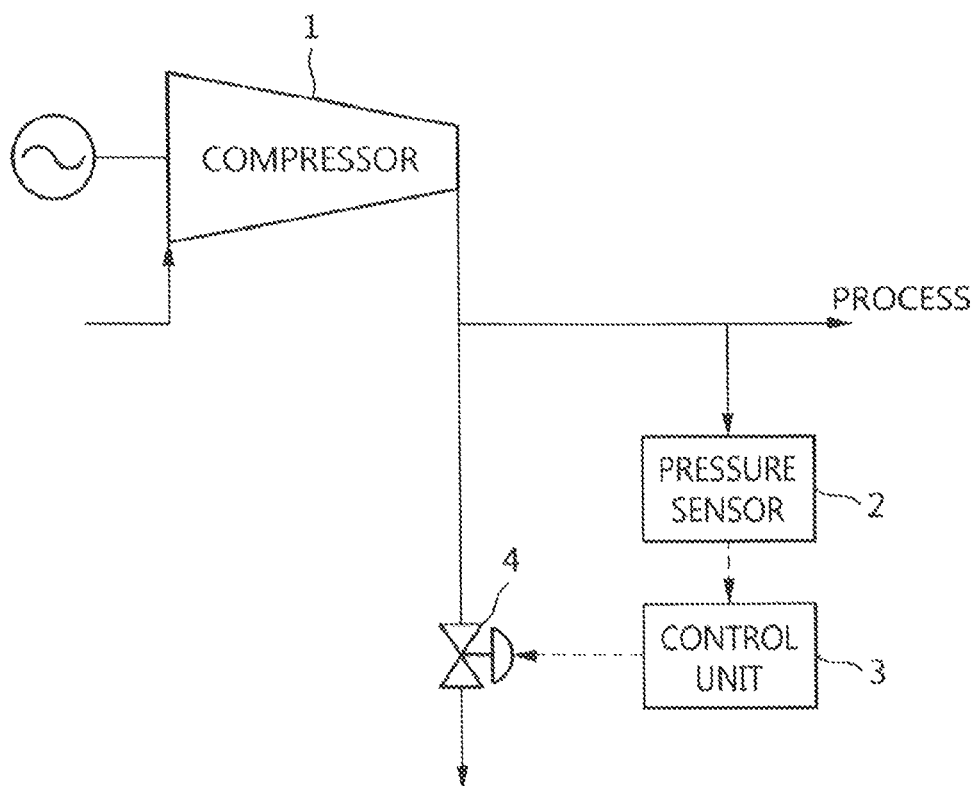 1
COMPRESSOR
PROCESS
PRESSURE
SENSOR
2
4
CONTROL
UNIT
3